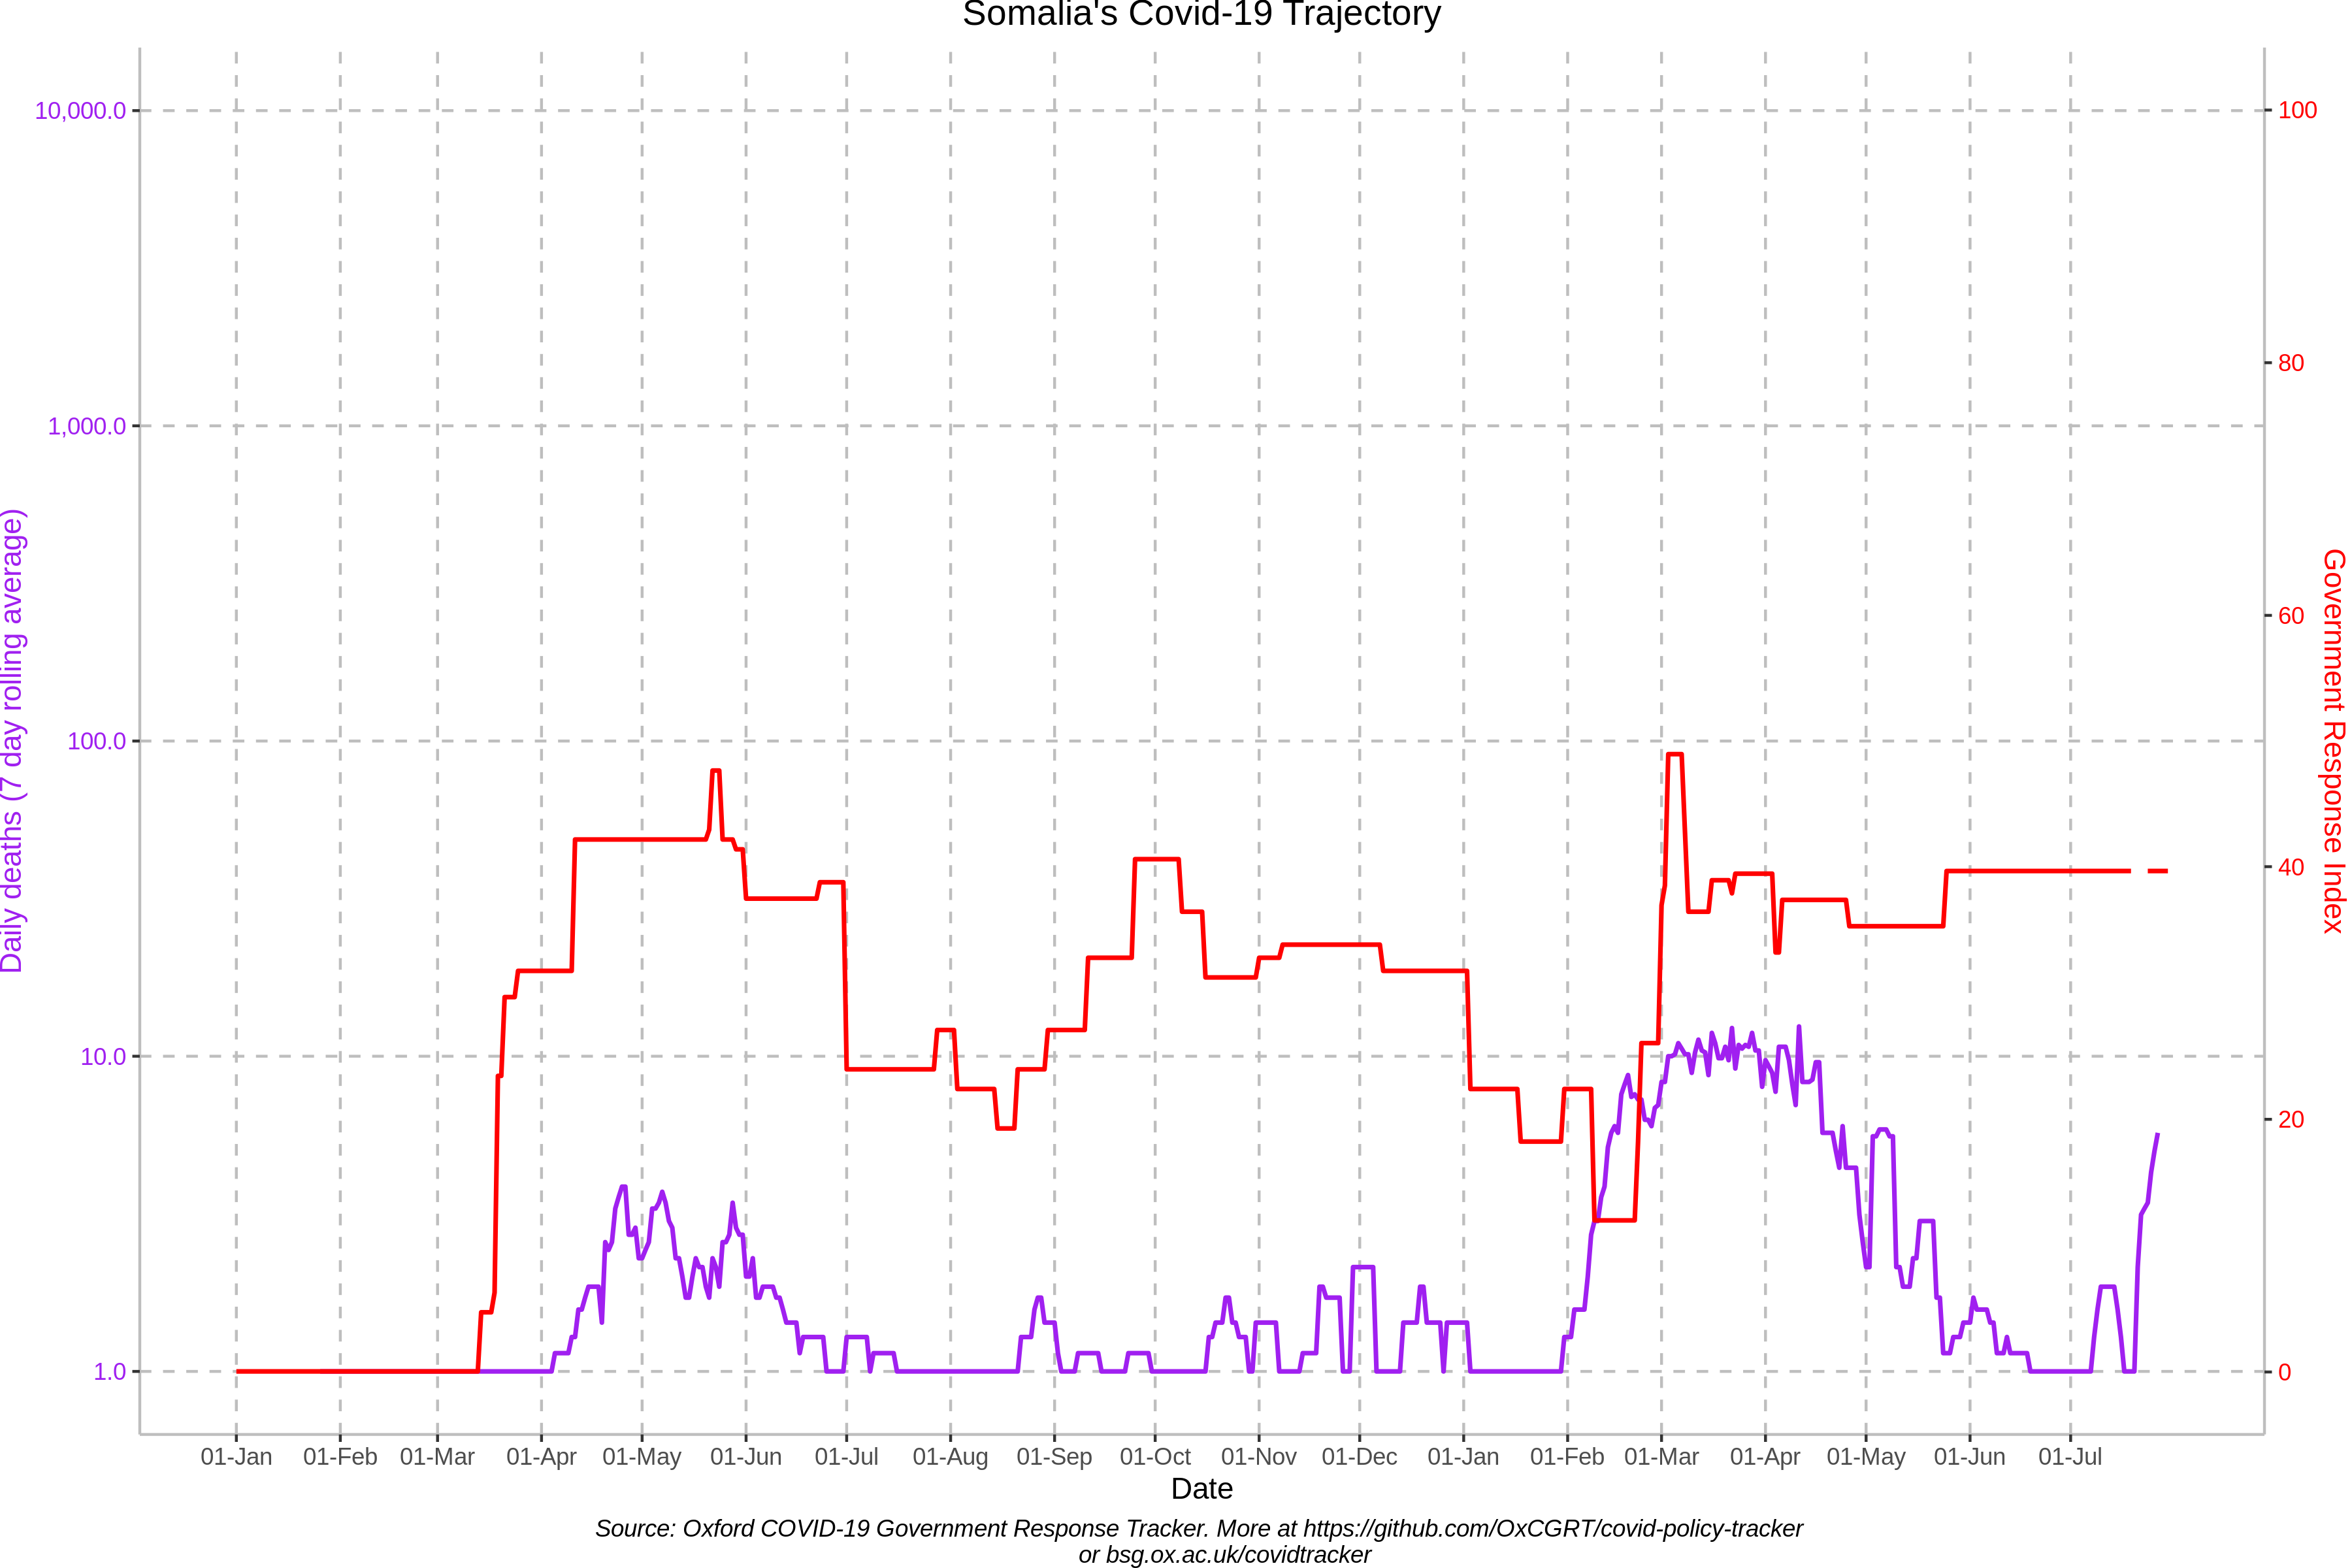 Somalia's Covid-19 Trajectory
10,000.0
1,000.0
100.0
10.0
1.0
Daily deaths (7 day rolling average)
100
80
60
40
20
0
Government Response Index
01-Jan 01-Feb 01-Mar 01-Apr 01-May 01-Jun 01-Jul 01-Aug 01-Sep 01-Oct 01-Nov 01-Dec 01-Jan 01-Feb 01-Mar 01-Apr 01-May 01-Jun 01-Jul
Date
Source: Oxford COVID-19 Government Response Tracker. More at https://github.com/OxCGRT/covid-policy-tracker
or bsg.ox.ac.uk/covidtracker